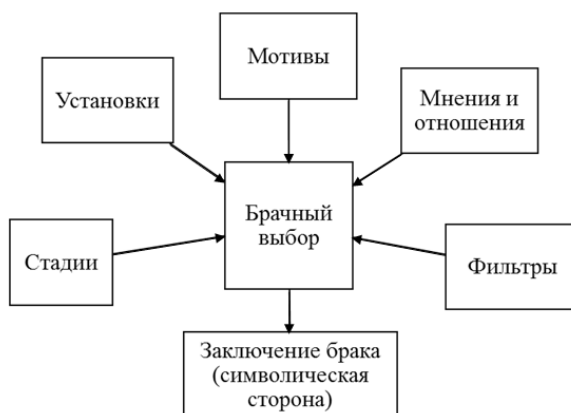 Мотивы
Установки
Мнения и
отношения
Брачный
выбор
Стадии
Фильтры
Заключение брака
(символическая
сторона)